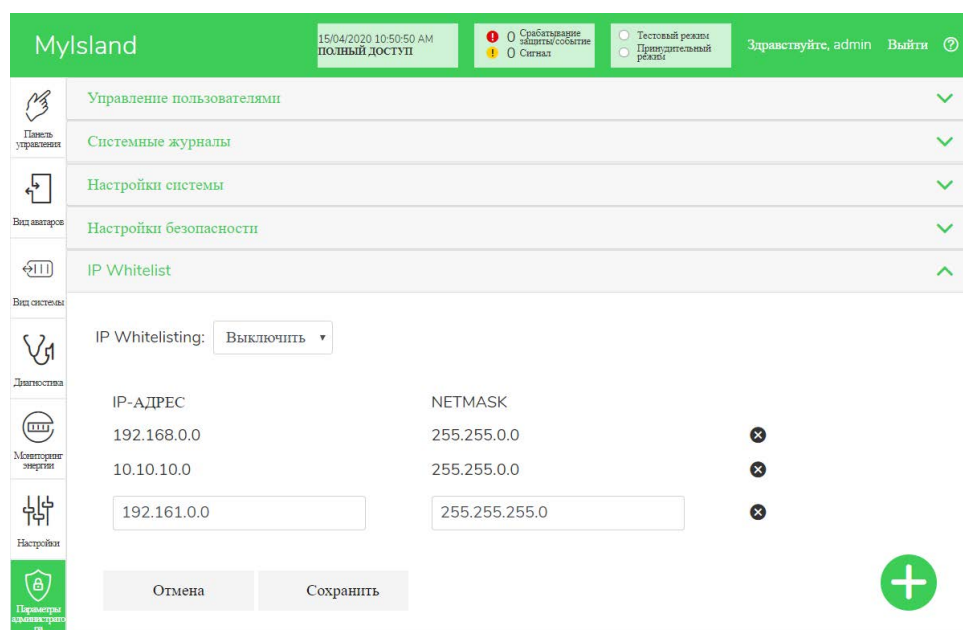 MyIsland
15/04/2020 10:50:50 AM
ПОЛНЫЙ ДОСТУП
0 Срабатывание
защиты/событие
0 Сигнал
Тестовый режим
Принудительный
режим
Здравствуйте, admin Выйти
Панель
управления
Вид аватаров
Вид системы
Диагностика
Мониторинг
энергии
Настройки
Параметры
администрато
ра
Управление пользователями
Системные журналы
Настройки системы
Настройки безопасности
IP Whitelist
IP Whitelisting: Выключить
IP-АДРЕС NETMASK
192.168.0.0 255.255.0.0
10.10.10.0 255.255.0.0
192.161.0.0 255.255.255.0
Отмена Сохранить